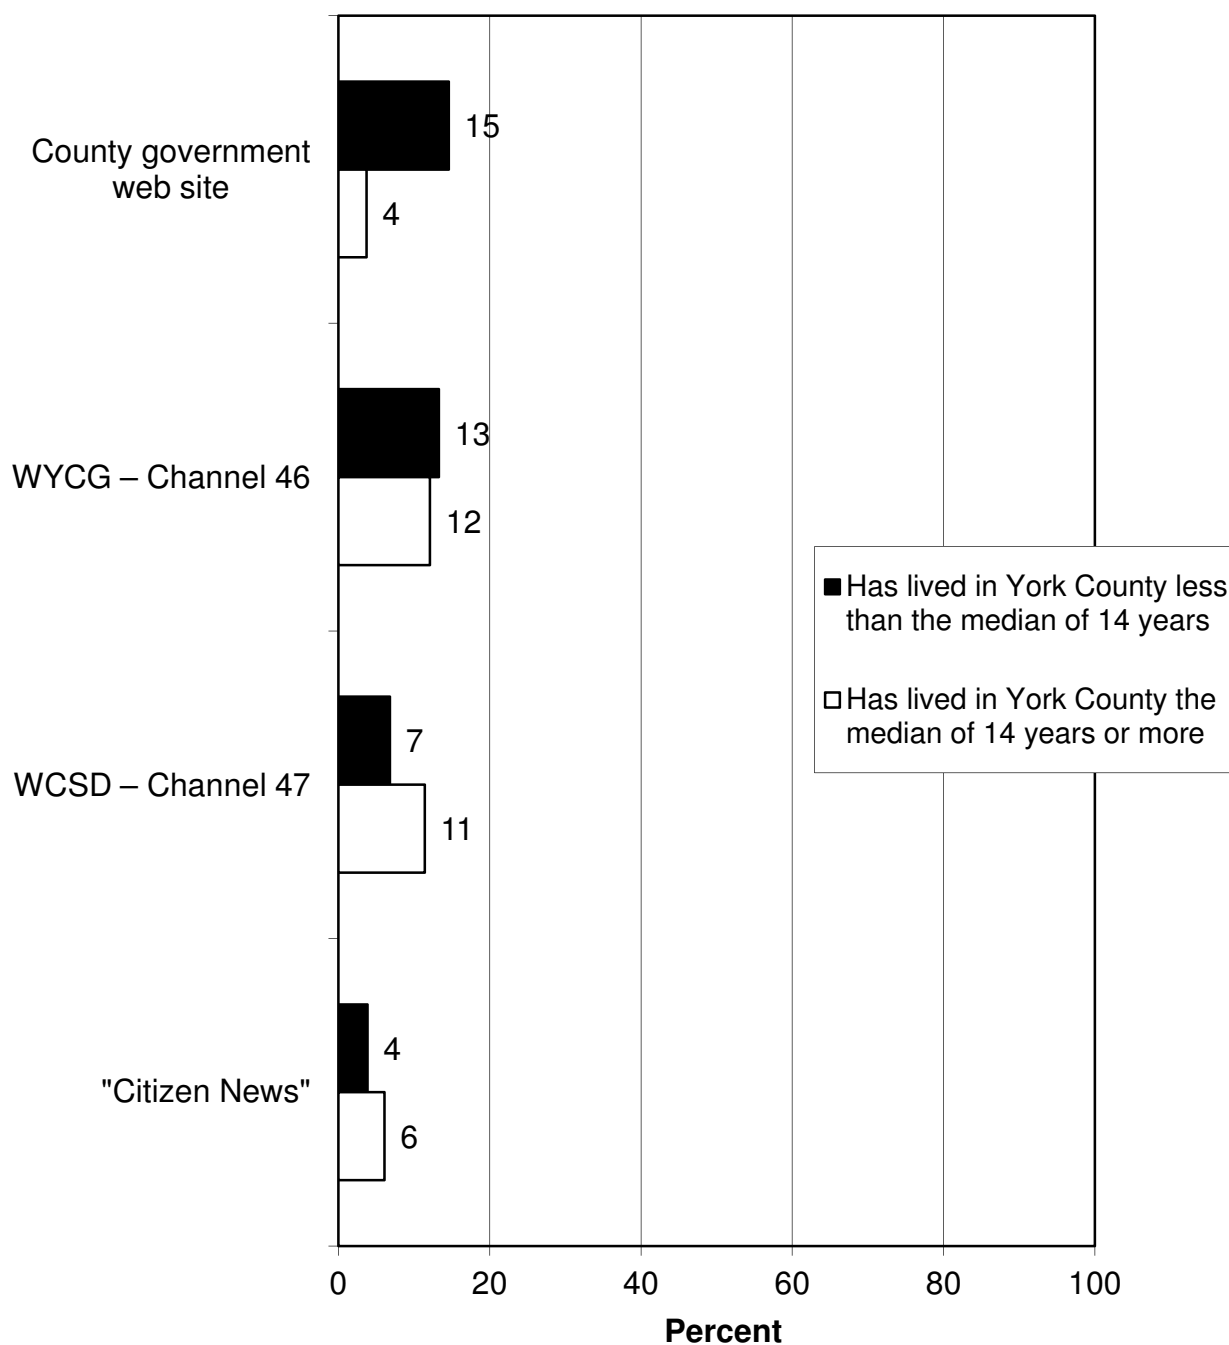 County government
web site
15
4
WYCG – Channel 46
13
12
WCSD – Channel 47
7
11
"Citizen News"
4
6
Has lived in York County less
than the median of 14 years
Has lived in York County the
median of 14 years or more
0 20 40 60 80 100
Percent